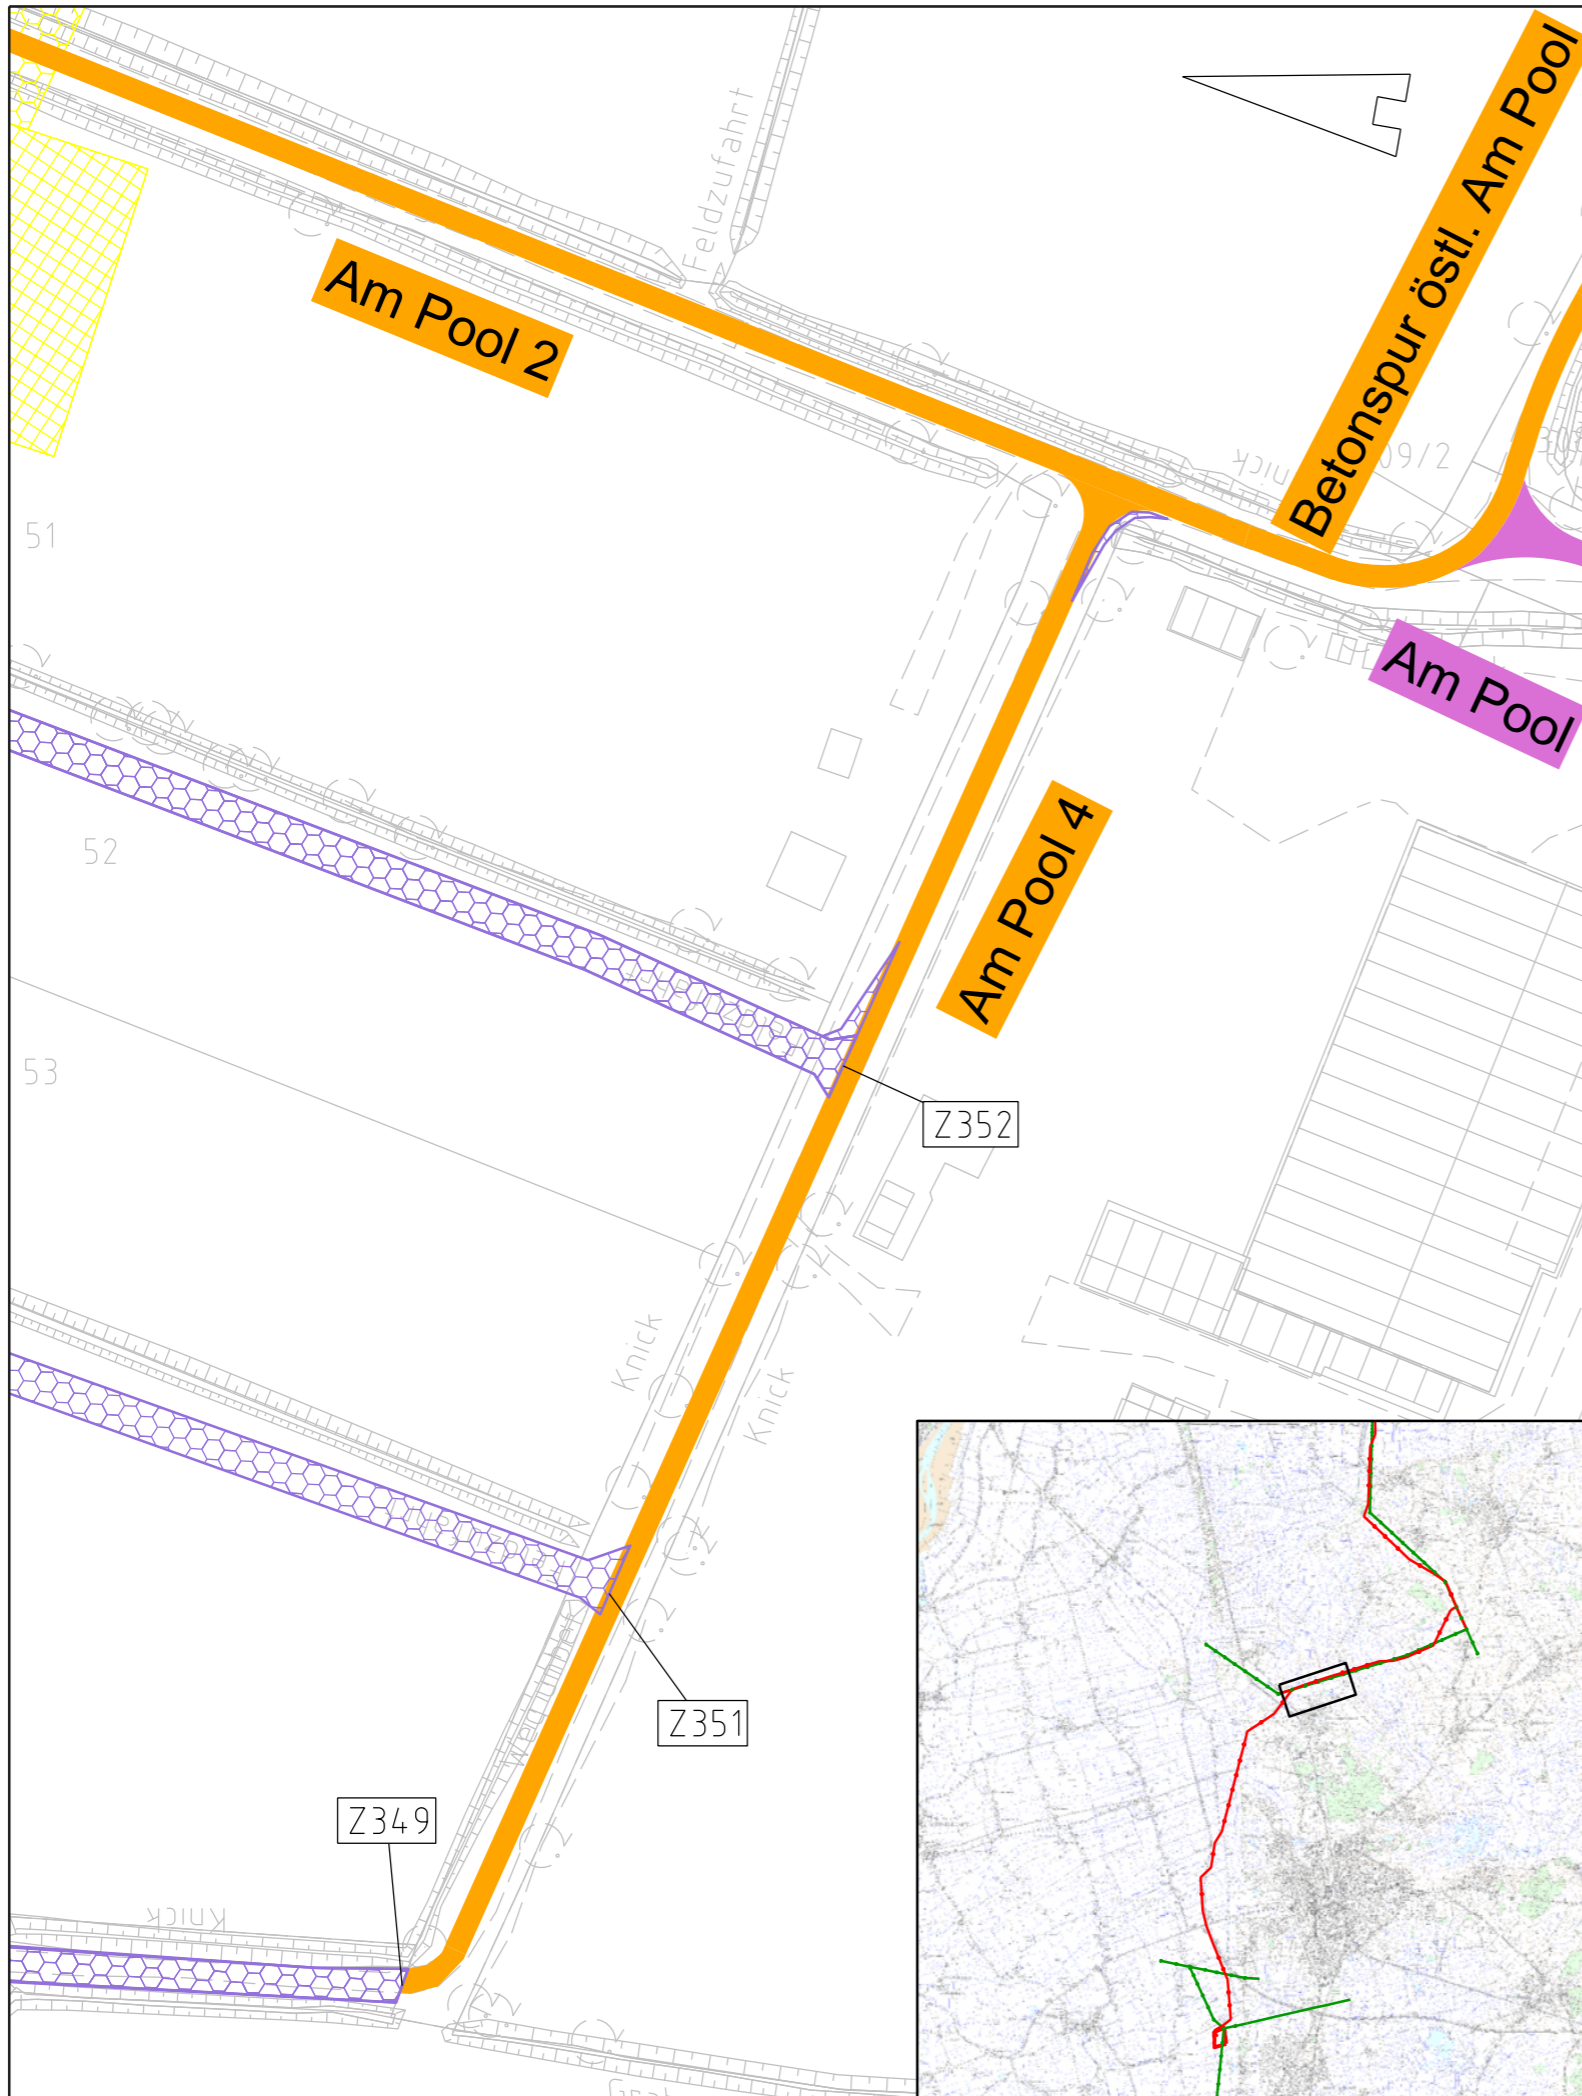 Feldzufahrt
Am Pool 2
Betonspur östl. Am Pool
Knick
09/2
51
Am Pool
52
Am Pool 4
53
Z352
Knick
Knick
Z351
Z349
Knick